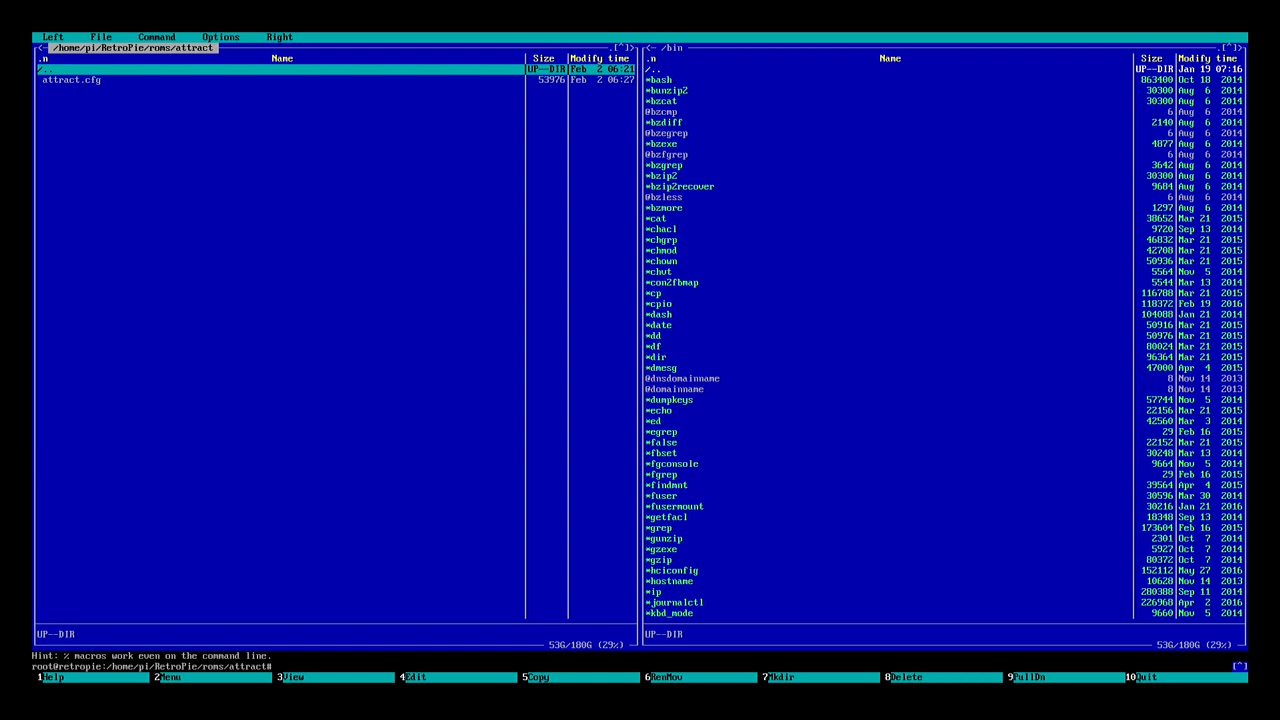 Left File Command Options Right
<- /home/pi/RetroPie/roms/attract .[^]> <- /bin .[^]>
.n Name Size Modify time .n Name Size Modify time
/.. UP--DIR Feb 2 06:21 /.. UP--DIR Jan 19 07:16
attract.cfg 53976 Feb 2 06:27 *bash 863400 Oct 18 2014
*bunzip2 30300 Aug 6 2014
*bzcat 30300 Aug 6 2014
@bzcmp 6 Aug 6 2014
*bzdiff 2140 Aug 6 2014
@bzegrep 6 Aug 6 2014
*bzexe 4877 Aug 6 2014
@bzfgrep 6 Aug 6 2014
*bzgrep 3642 Aug 6 2014
*bzip2 30300 Aug 6 2014
*bzip2recover 9684 Aug 6 2014
@bzless 6 Aug 6 2014
*bzmore 1297 Aug 6 2014
*cat 38652 Mar 21 2015
*chacl 9720 Sep 13 2014
*chgrp 46832 Mar 21 2015
*chmod 42708 Mar 21 2015
*chown 50936 Mar 21 2015
*chvt 5564 Nov 5 2014
*con2fbmap 5544 Mar 13 2014
*cp 116788 Mar 21 2015
*cpio 118372 Feb 19 2016
*dash 104088 Jan 21 2014
*date 50916 Mar 21 2015
*dd 50976 Mar 21 2015
*df 80024 Mar 21 2015
*dir 96364 Mar 21 2015
*dmesg 47000 Apr 4 2015
@dnsdomainname 8 Nov 14 2013
@domainname 8 Nov 14 2013
*dumpkeys 57744 Nov 5 2014
*echo 22156 Mar 21 2015
*ed 42560 Mar 3 2014
*egrep 29 Feb 16 2015
*false 22152 Mar 21 2015
*fbset 30248 Mar 13 2014
*fgconsole 9664 Nov 5 2014
*fgrep 29 Feb 16 2015
*findmnt 39564 Apr 4 2015
*fuser 30596 Mar 30 2014
*fusermount 30216 Jan 21 2016
*getfacl 18348 Sep 13 2014
*grep 173604 Feb 16 2015
*gunzip 2301 Oct 7 2014
*gzexe 5927 Oct 7 2014
*gzip 80372 Oct 7 2014
*hciconfig 152112 May 27 2016
*hostname 10628 Nov 14 2013
*ip 280388 Sep 11 2014
*journalctl 226968 Apr 2 2016
*kbd_mode 9660 Nov 5 2014
UP--DIR UP--DIR
53G/180G (29%) 53G/180G (29%)
Hint: % macros work even on the command line.
root@retropie:/home/pi/RetroPie/roms/attract# [^]
1Help 2Menu 3View 4Edit 5Copy 6RenMov 7Mkdir 8Delete 9PullDn 10Quit